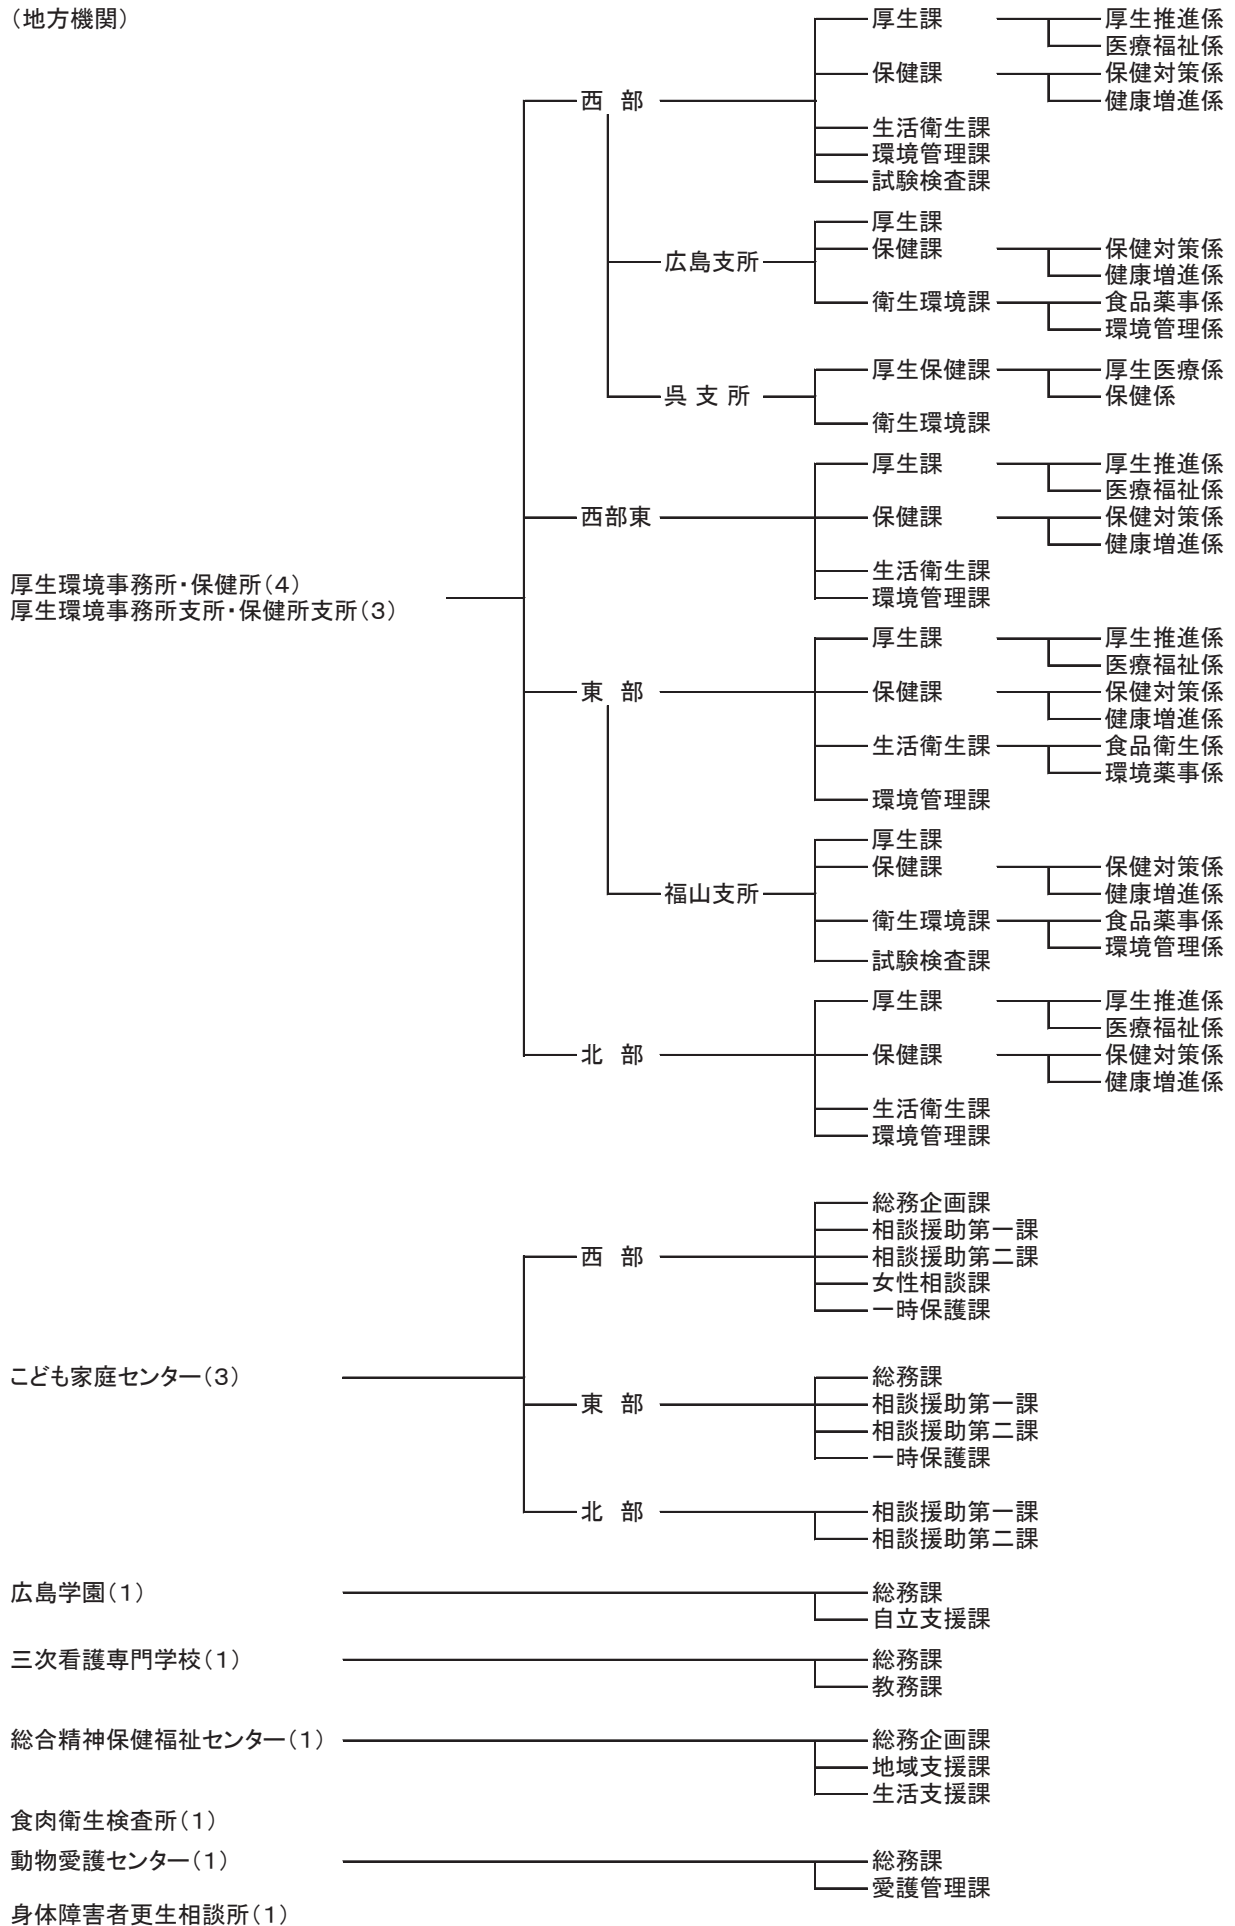 （地方機関）
厚生課 厚生推進係
医療福祉係
保健課 保健対策係
西 部 健康増進係
生活衛生課
環境管理課
試験検査課
厚生課
保健課 保健対策係
広島支所 健康増進係
衛生環境課 食品薬事係
環境管理係
厚生保健課 厚生医療係
呉 支 所 保健係
衛生環境課
厚生課 厚生推進係
医療福祉係
西部東 保健課 保健対策係
健康増進係
生活衛生課
厚生環境事務所・保健所（4）
環境管理課
厚生環境事務所支所・保健所支所（3）
厚生課 厚生推進係
医療福祉係
東 部 保健課 保健対策係
健康増進係
生活衛生課 食品衛生係
環境薬事係
環境管理課
厚生課
保健課 保健対策係
福山支所 健康増進係
衛生環境課 食品薬事係
環境管理係
試験検査課
厚生課 厚生推進係
医療福祉係
北 部 保健課 保健対策係
健康増進係
生活衛生課
環境管理課
総務企画課
相談援助第一課
西 部 相談援助第二課
女性相談課
一時保護課
こども家庭センター（3） 総務課
東 部 相談援助第一課
相談援助第二課
一時保護課
北 部 相談援助第一課
相談援助第二課
広島学園（1） 総務課
自立支援課
三次看護専門学校（1） 総務課
教務課
総合精神保健福祉センター（1） 総務企画課
地域支援課
生活支援課
食肉衛生検査所（1）
動物愛護センター（1） 総務課
愛護管理課
身体障害者更生相談所（1）